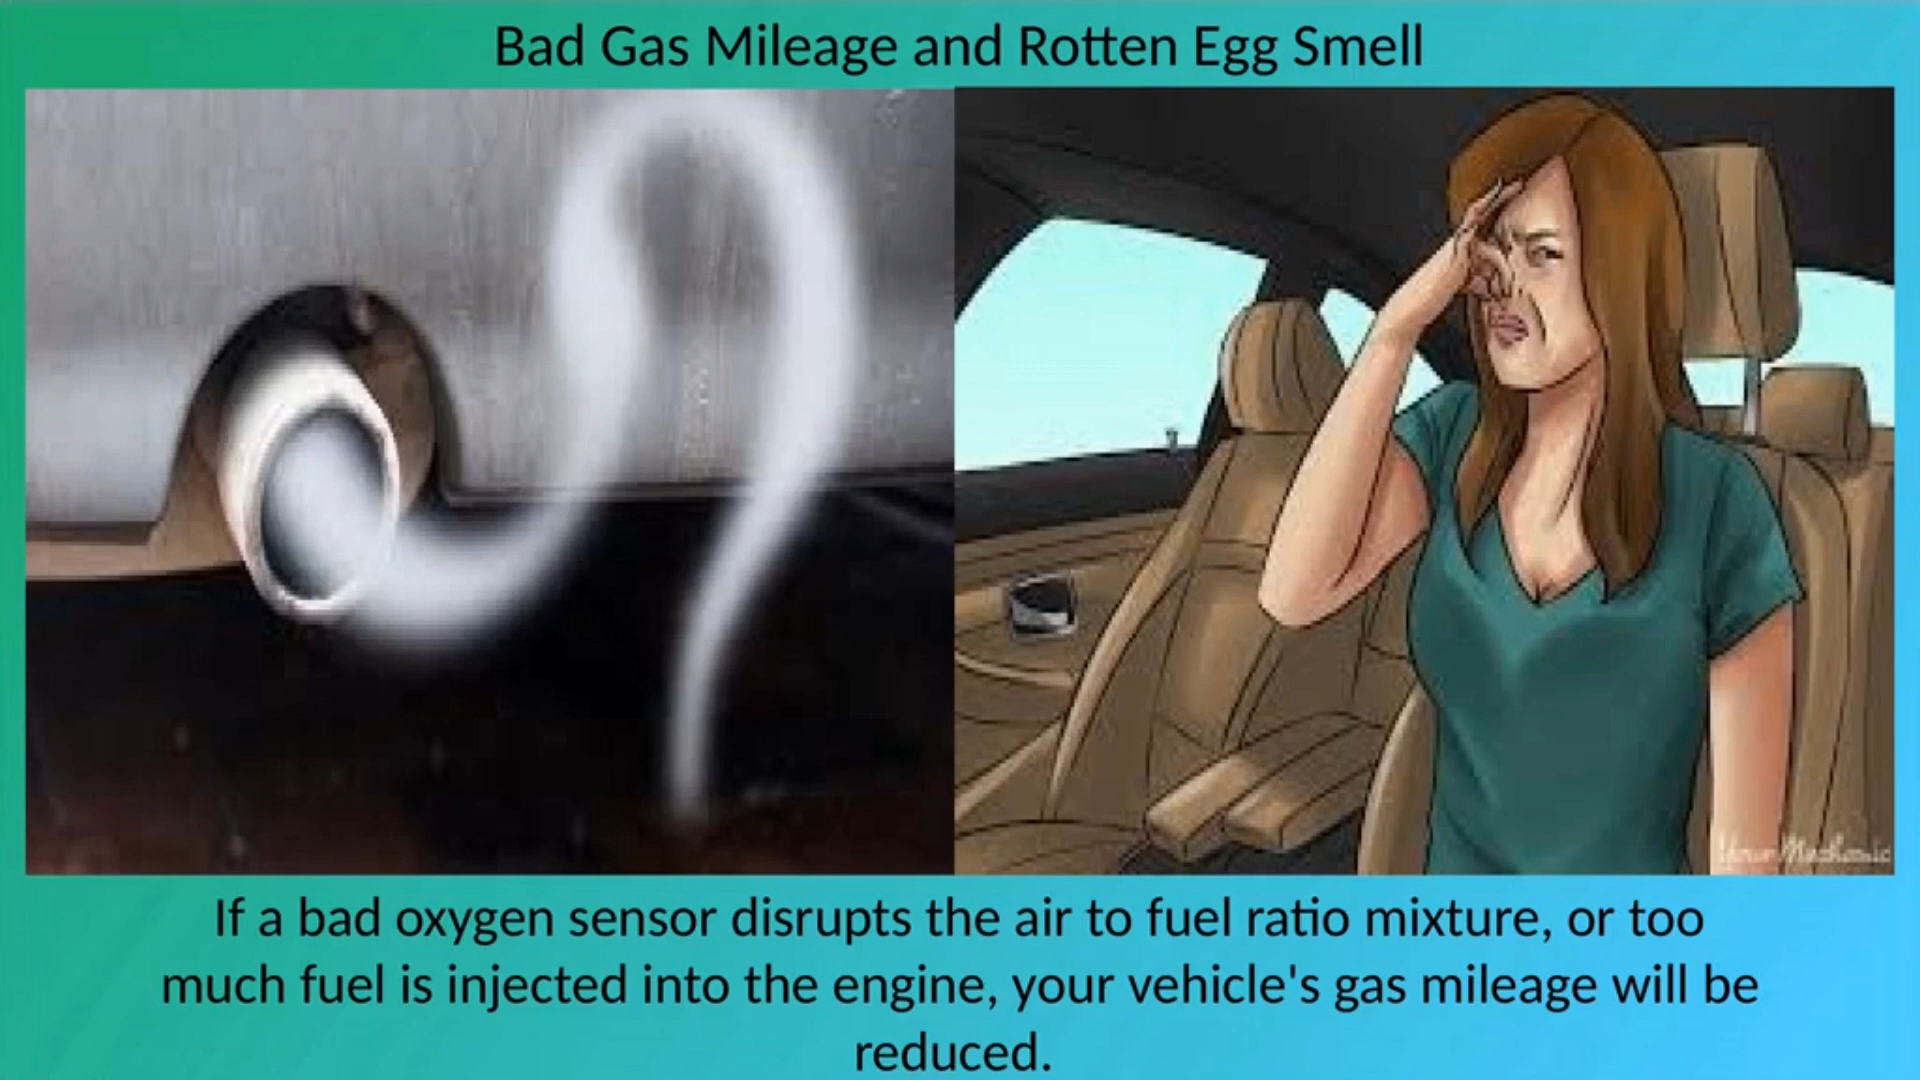 Bad Gas Mileage and Rotten Egg Smell
YourMechanic
If a bad oxygen sensor disrupts the air to fuel ratio mixture, or too
much fuel is injected into the engine, your vehicle's gas mileage will be
reduced.